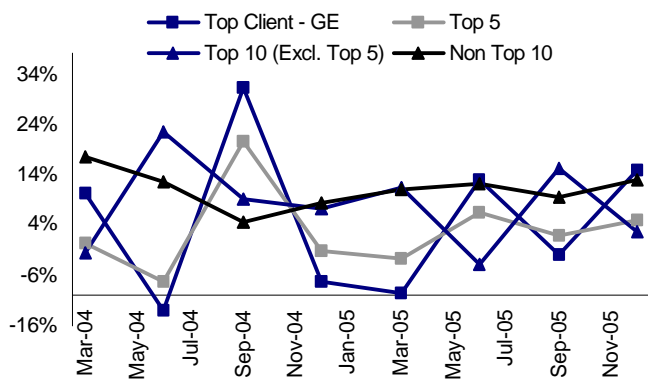 Top Client - GE Top 5
Top 10 (Excl. Top 5) Non Top 10
34%
24%
14%
4%
-6%
-16%
Mar-04 May-04 Jul-04 Sep-04 Nov-04 Jan-05 Mar-05 May-05 Jul-05 Sep-05 Nov-05